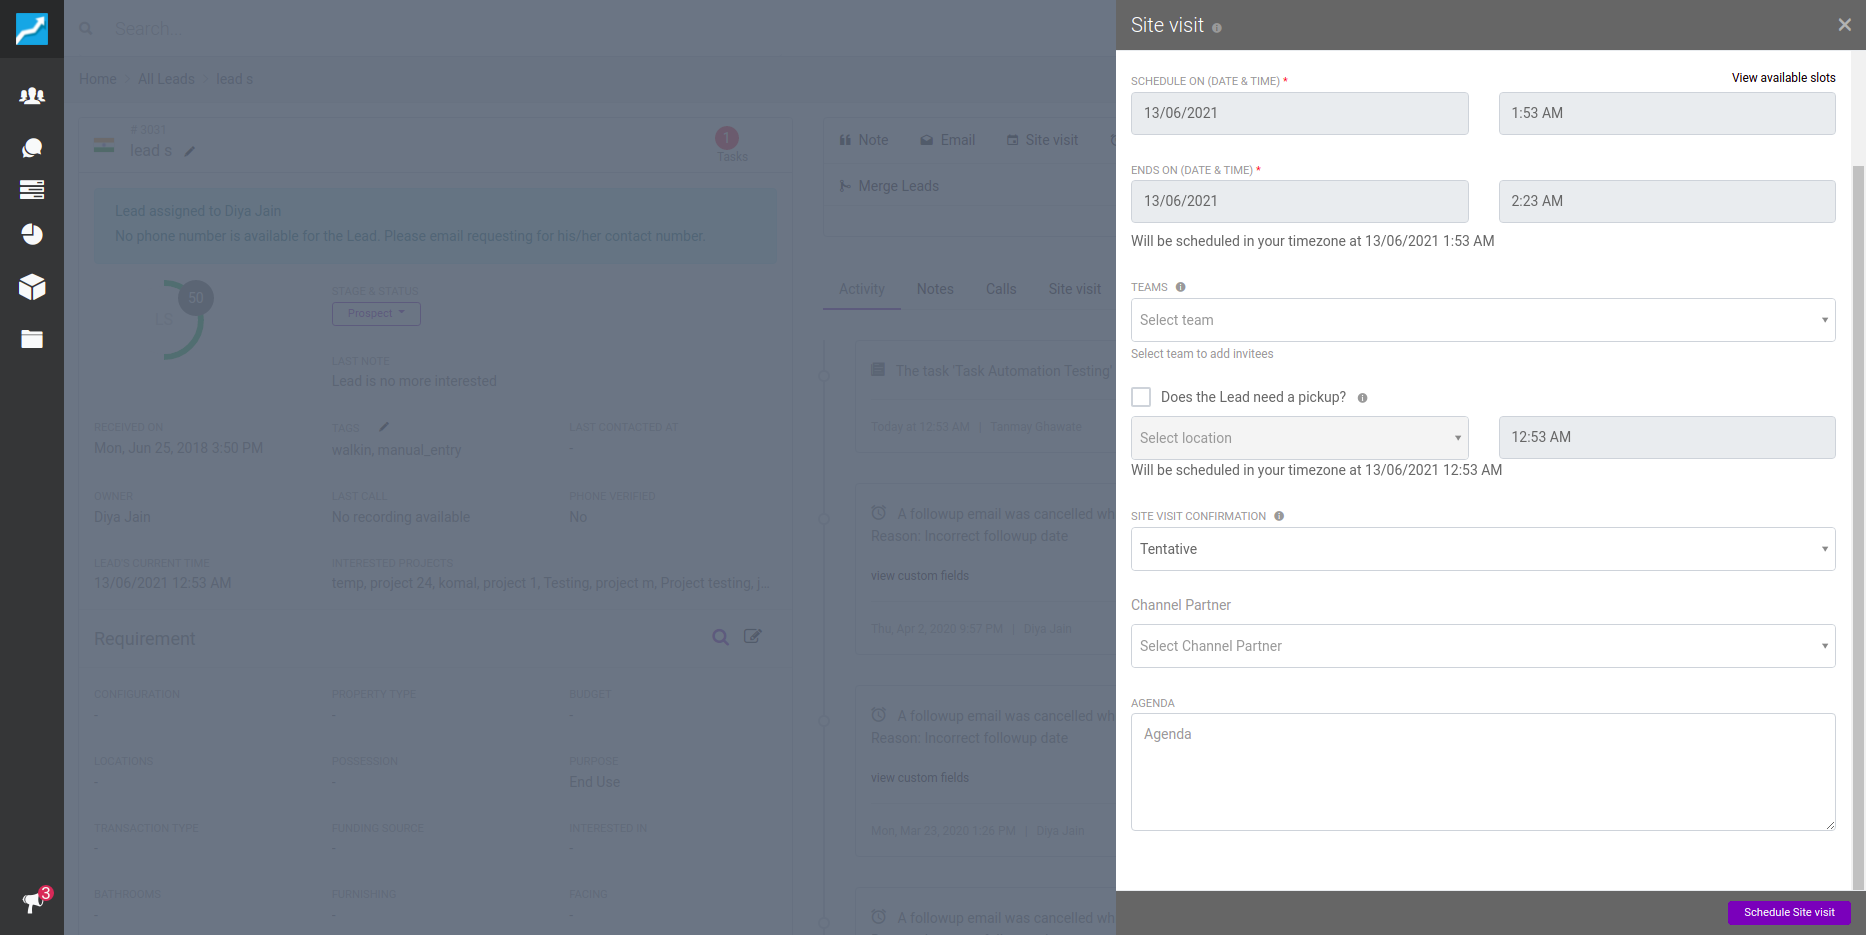 Search...
Home > All Leads > lead s
# 3031
lead s
1
Tasks
Lead assigned to Diya Jain
No phone number is available for the Lead. Please email requesting for his/her contact number.
LS
50
STAGE & STATUS
Prospect
LAST NOTE
Lead is no more interested
RECEIVED ON
Mon, Jun 25, 2018 3:50 PM
TAGS
walkin, manual_entry
LAST CONTACTED AT
-
OWNER
Diya Jain
LAST CALL
No recording available
PHONE VERIFIED
No
LEAD'S CURRENT TIME
13/06/2021 12:53 AM
INTERESTED PROJECTS
temp, project 24, komal, project 1, Testing, project m, Project testing, j...
Requirement
CONFIGURATION
-
PROPERTY TYPE
-
BUDGET
-
LOCATIONS
-
POSSESSION
-
PURPOSE
End Use
TRANSACTION TYPE
-
FUNDING SOURCE
-
INTERESTED IN
-
BATHROOMS
-
FURNISHING
-
FACING
-
3
Note
Email
Site visit
Merge Leads
Activity
Notes
Calls
Site visit
The task 'Task Automation Testing'
Today at 12:53 AM | Tanmay Ghawate
A followup email was cancelled wh
Reason: Incorrect followup date
view custom fields
Thu, Apr 2, 2020 9:57 PM | Diya Jain
A followup email was cancelled wh
Reason: Incorrect followup date
view custom fields
Mon, Mar 23, 2020 1:26 PM | Diya Jain
A followup email was cancelled wh
Site visit
SCHEDULE ON (DATE & TIME) *
View available slots
13/06/2021
1:53 AM
ENDS ON (DATE & TIME) *
13/06/2021
2:23 AM
Will be scheduled in your timezone at 13/06/2021 1:53 AM
TEAMS
Select team
Select team to add invitees
Does the Lead need a pickup?
Select location
12:53 AM
Will be scheduled in your timezone at 13/06/2021 12:53 AM
SITE VISIT CONFIRMATION
Tentative
Channel Partner
Select Channel Partner
AGENDA
Agenda
Schedule Site visit